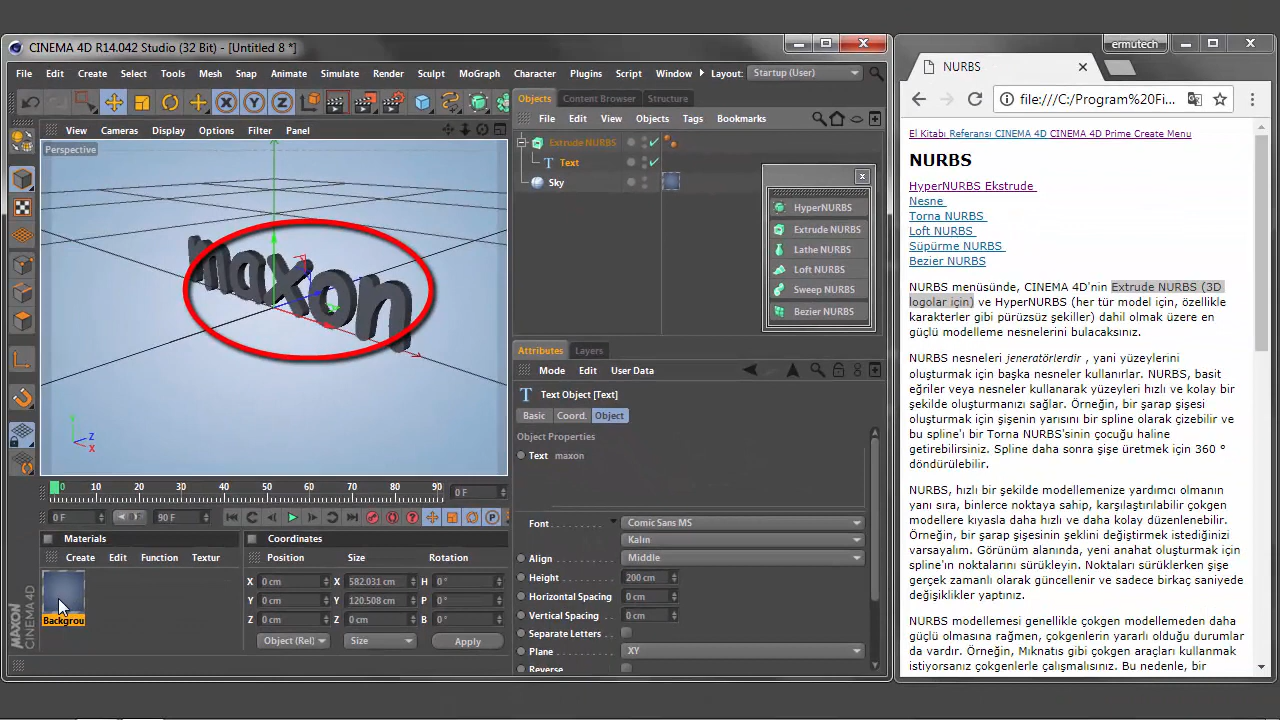 CINEMA 4D R14.042 Studio (32 Bit) - [Untitled 8 *]
File Edit Create Select Tools Mesh Snap Animate Simulate Render Sculpt MoGraph Character Plugins Script Window Layout: Startup (User)
X Y Z
View Cameras Display Options Filter Panel
Perspective
maxon
Y
Z
X
0 10 20 30 40 50 60 70 80 90 0 F
0 F 90 F
Materials
Create Edit Function Textur
Backgrou
MAXON
CINEMA 4D
Coordinates
Position Size Rotation
X 0 cm X 582.031 cm H 0 °
Y 0 cm Y 120.508 cm P 0 °
Z 0 cm Z 0 cm B 0 °
Object (Rel) Size Apply
Objects Content Browser Structure
File Edit View Objects Tags Bookmarks
Extrude NURBS
Text
Sky
HyperNURBS
Extrude NURBS
Lathe NURBS
Loft NURBS
Sweep NURBS
Bezier NURBS
Attributes Layers
Mode Edit User Data
Text Object [Text]
Basic Coord. Object
Object Properties
Text maxon
Font Comic Sans MS
Kalın
Align Middle
Height 200 cm
Horizontal Spacing 0 cm
Vertical Spacing 0 cm
Separate Letters
Plane XY
Reverse
ermutech
NURBS
file:///C:/Program%20Fi
El Kitabı Referansı CINEMA 4D CINEMA 4D Prime Create Menu
NURBS
HyperNURBS Ekstrude
Nesne
Torna NURBS
Loft NURBS
Süpürme NURBS
Bezier NURBS
NURBS menüsünde, CINEMA 4D'nin Extrude NURBS (3D
logolar için) ve HyperNURBS (her tür model için, özellikle
karakterler gibi pürüzsüz şekiller) dahil olmak üzere en
güçlü modelleme nesnelerini bulacaksınız.
NURBS nesneleri jeneratörlerdir , yani yüzeylerini
oluşturmak için başka nesneler kullanırlar. NURBS, basit
eğriler veya nesneler kullanarak yüzeyleri hızlı ve kolay bir
şekilde oluşturmanızı sağlar. Örneğin, bir şarap şişesi
oluşturmak için şişenin yarısını bir spline olarak çizebilir ve
bu spline'ı bir Torna NURBS'sinin çocuğu haline
getirebilirsiniz. Spline daha sonra şişe üretmek için 360 °
döndürülebilir.
NURBS, hızlı bir şekilde modellemenize yardımcı olmanın
yanı sıra, binlerce noktaya sahip, karşılaştırılabilir çokgen
modellere kıyasla daha hızlı ve daha kolay düzenlenebilir.
Örneğin, bir şarap şişesinin şeklini değiştirmek istediğinizi
varsayalım. Görünüm alanında, yeni anahat oluşturmak için
spline'ın noktalarını sürükleyin. Noktaları sürüklerken şişe
gerçek zamanlı olarak güncellenir ve sadece birkaç saniyede
değişiklikler yaptınız.
NURBS modellemesi genellikle çokgen modellemeden daha
güçlü olmasına rağmen, çokgenlerin yararlı olduğu durumlar
da vardır. Örneğin, Mıknatıs gibi çokgen araçları kullanmak
istiyorsanız çokgenlerle çalışmalısınız. Bu nedenle, bir